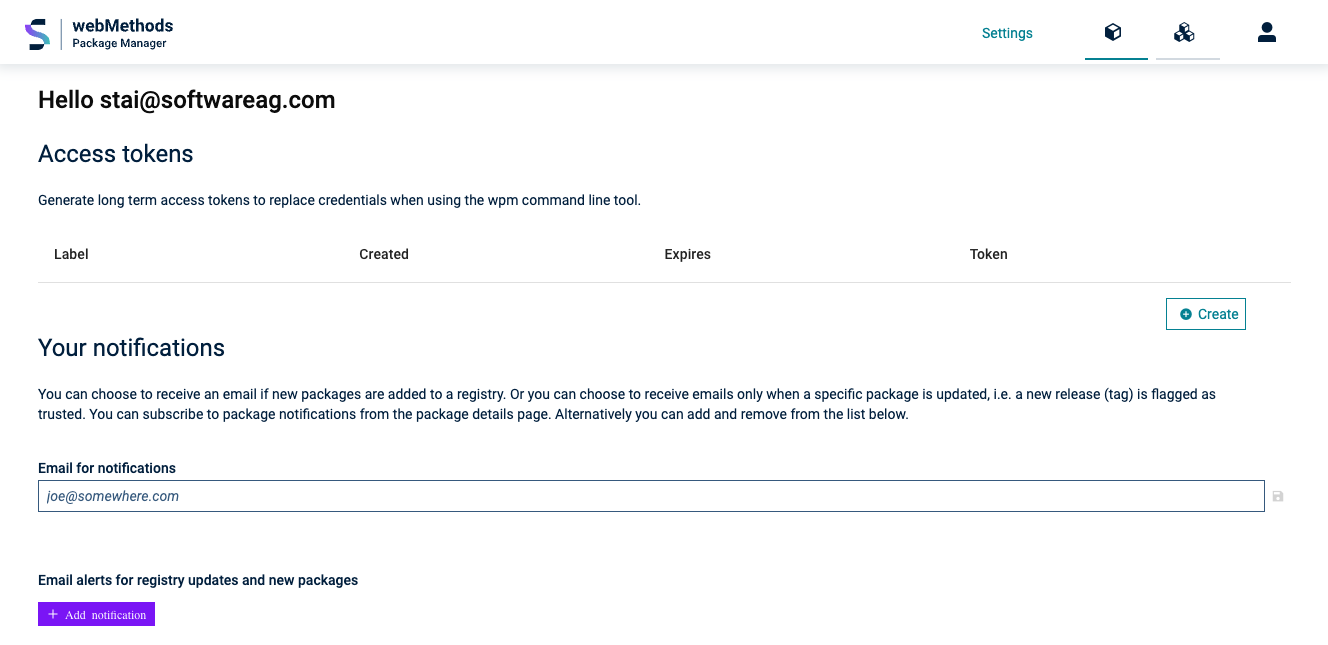 webMethods
Package Manager
Settings
Hello stai@softwareag.com
Access tokens
Generate long term access tokens to replace credentials when using the wpm command line tool.
Label Created Expires Token
Create
Your notifications
You can choose to receive an email if new packages are added to a registry. Or you can choose to receive emails only when a specific package is updated, i.e. a new release (tag) is flagged as
trusted. You can subscribe to package notifications from the package details page. Alternatively you can add and remove from the list below.
Email for notifications
joe@somewhere.com
Email alerts for registry updates and new packages
+ Add notification